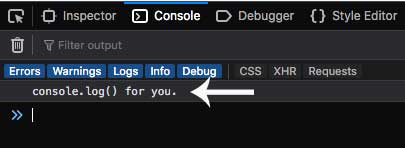 Inspector Console Debugger {} Style Editor
Filter output
Errors Warnings Logs Info Debug CSS XHR Requests
console.log() for you.
>>